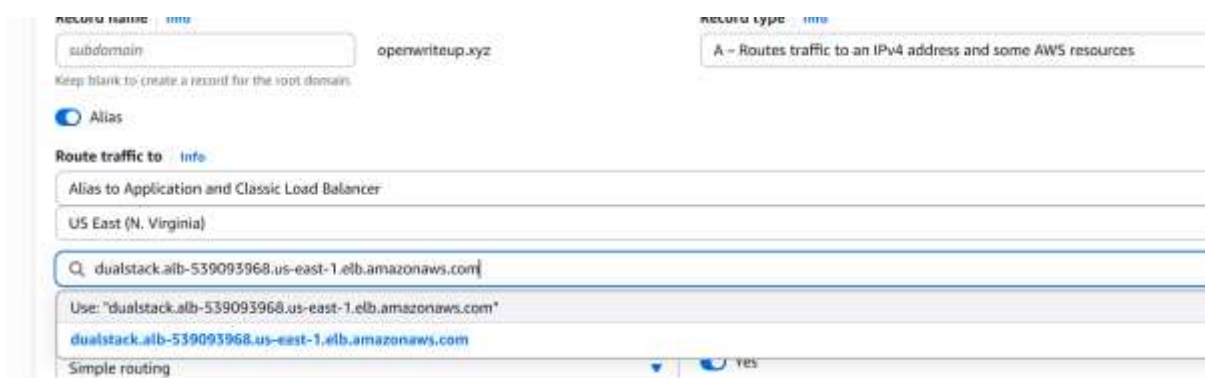 Record name Info
Record type Info
subdomain
openwriteup.xyz
A – Routes traffic to an IPv4 address and some AWS resources
Keep blank to create a record for the root domain.
Alias
Route traffic to Info
Alias to Application and Classic Load Balancer
US East (N. Virginia)
dualstack.alb-539093968.us-east-1.elb.amazonaws.com
Use: "dualstack.alb-539093968.us-east-1.elb.amazonaws.com"
dualstack.alb-539093968.us-east-1.elb.amazonaws.com
Simple routing
Yes